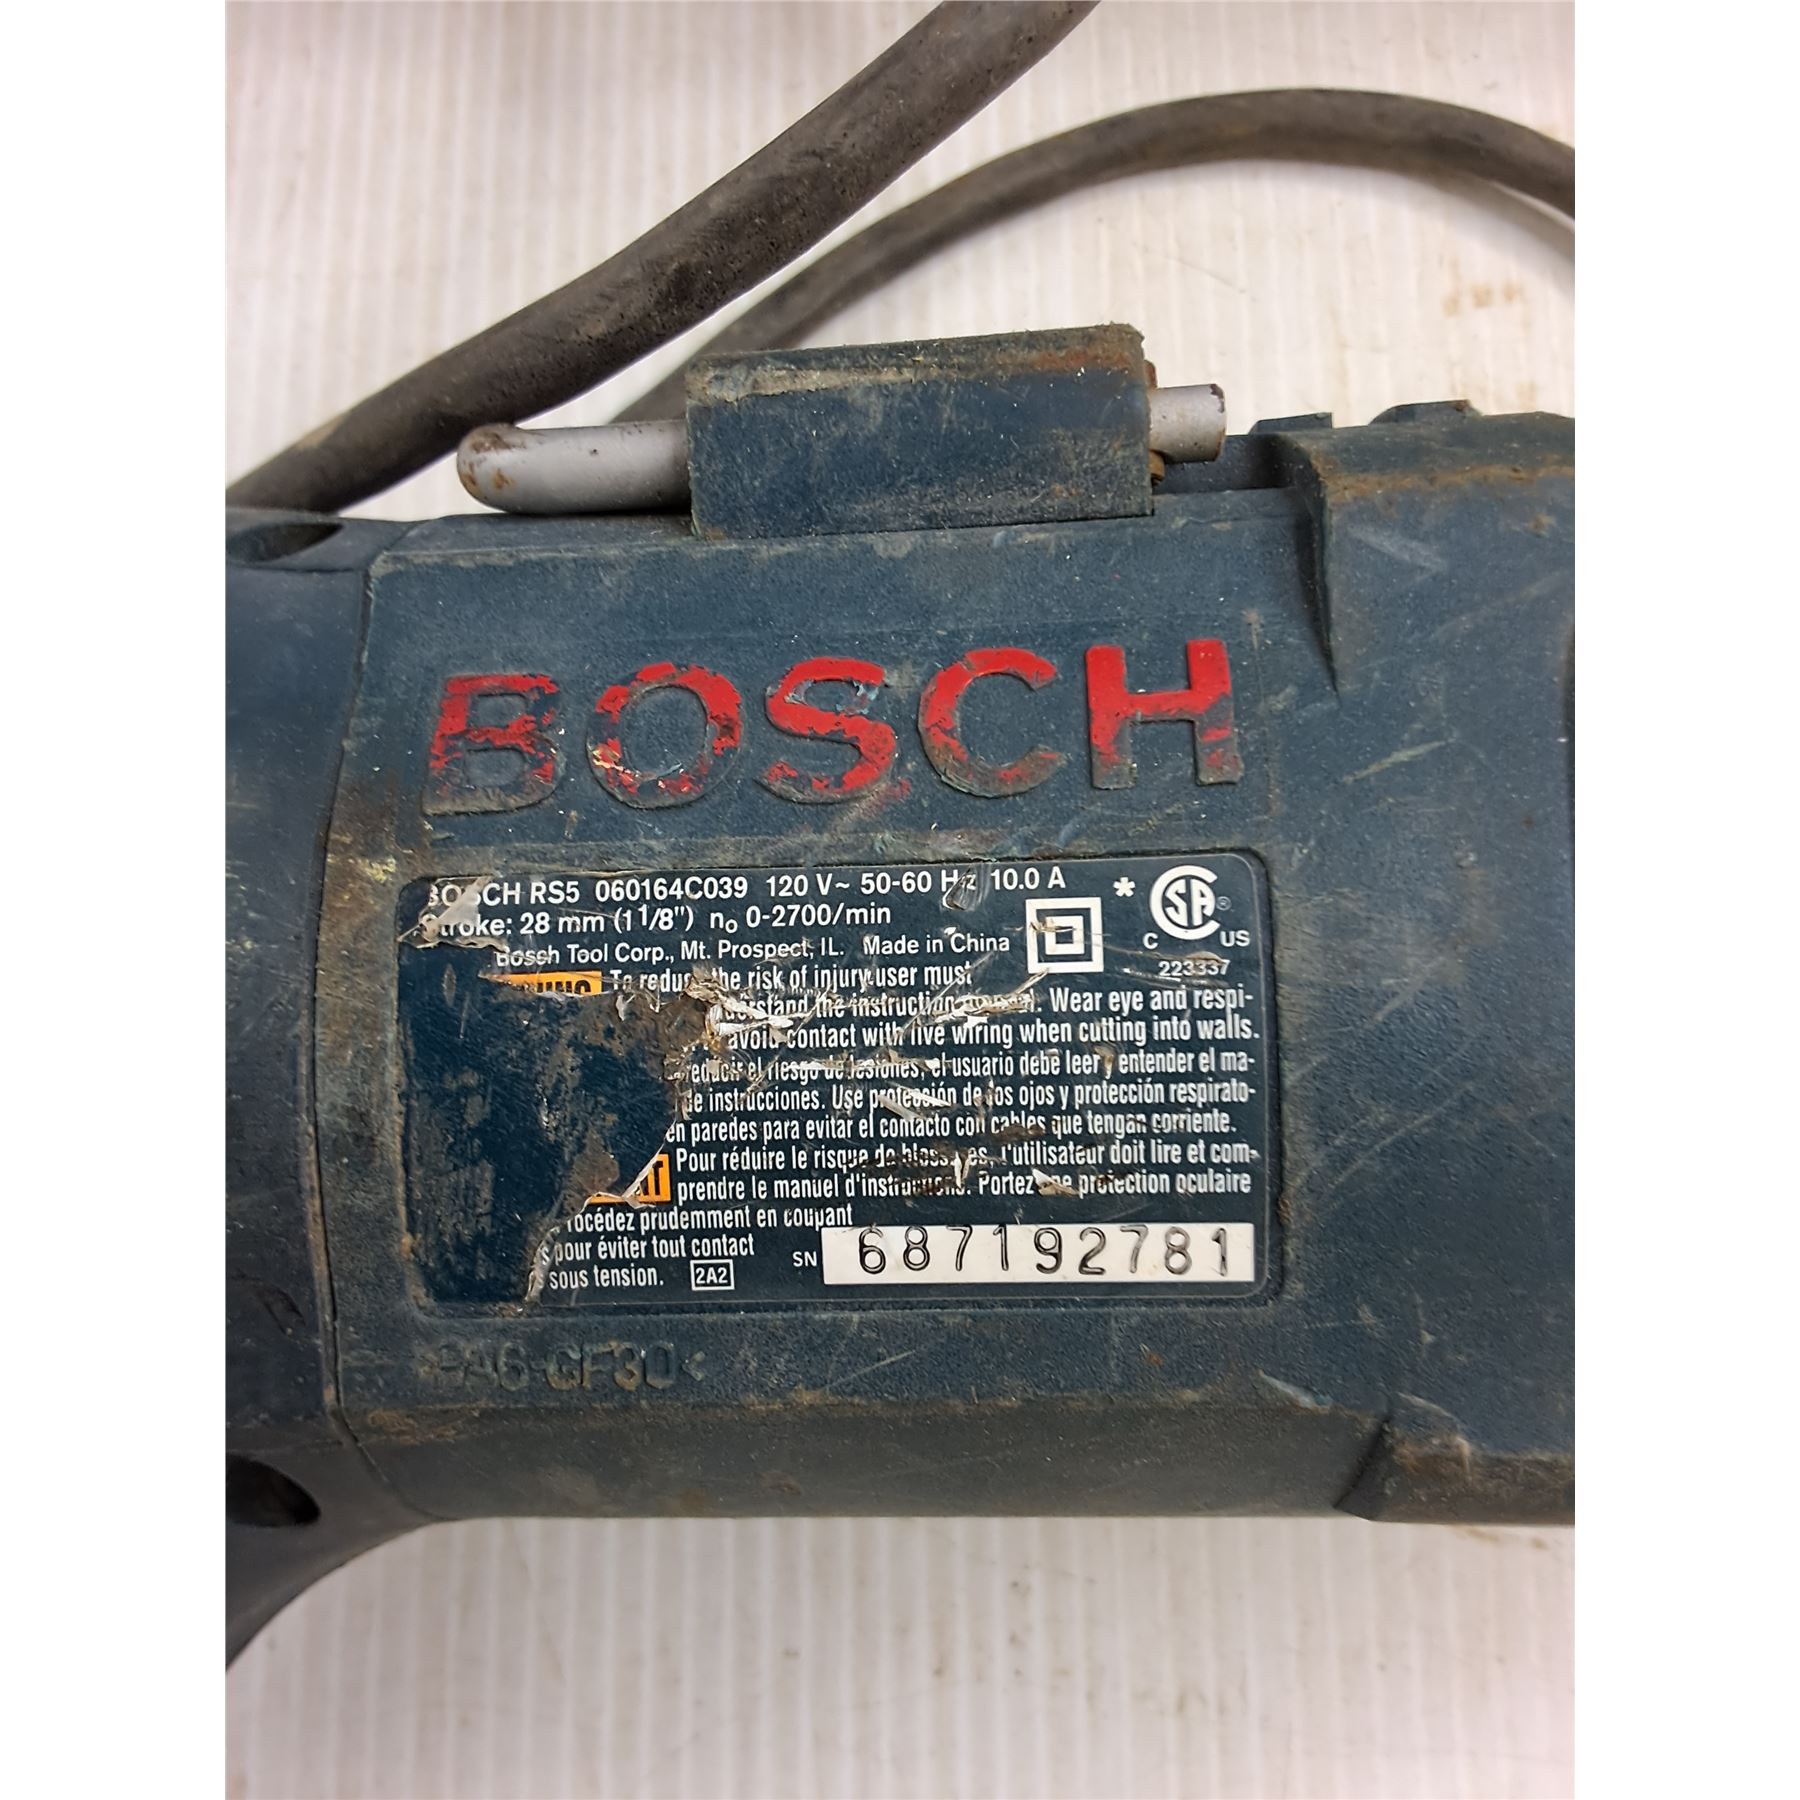 BOSCH
BOSCH RS5 060164C039 120 V~ 50-60 Hz 10.0 A
Stroke: 28 mm (1 1/8") no 0-2700/min
Bosch Tool Corp., Mt. Prospect, IL. Made in China
* CSA ®
C US
223337
To reduce the risk of injury user must
the instruction manual. Wear eye and respi-
avoid contact with live wiring when cutting into walls.
el riesgo de lesiones, el usuario debe leer y entender el ma-
de instrucciones. Use protección de los ojos y protección respirato-
en paredes para evitar el contacto con cables que tengan corriente.
Pour réduire le risque de blessures, l'utilisateur doit lire et com-
prendre le manuel d'instructions. Portez une protection oculaire
rocédez prudemment en coupant
s pour éviter tout contact
sous tension. 2A2
SN 687192781
>PA6-GF30<